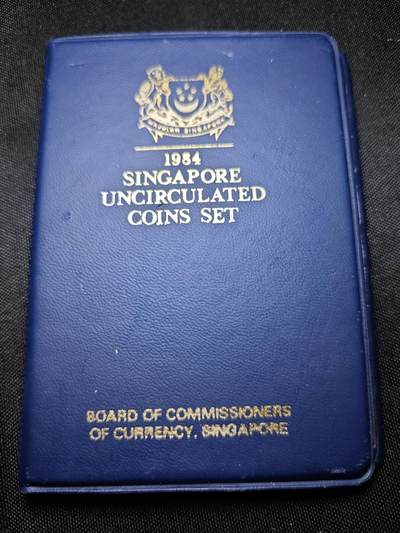 MAJULAH SINGAPURA
1984
SINGAPORE
UNCIRCULATED
COINS SET
BOARD OF COMMISSIONERS
OF CURRENCY, SINGAPORE